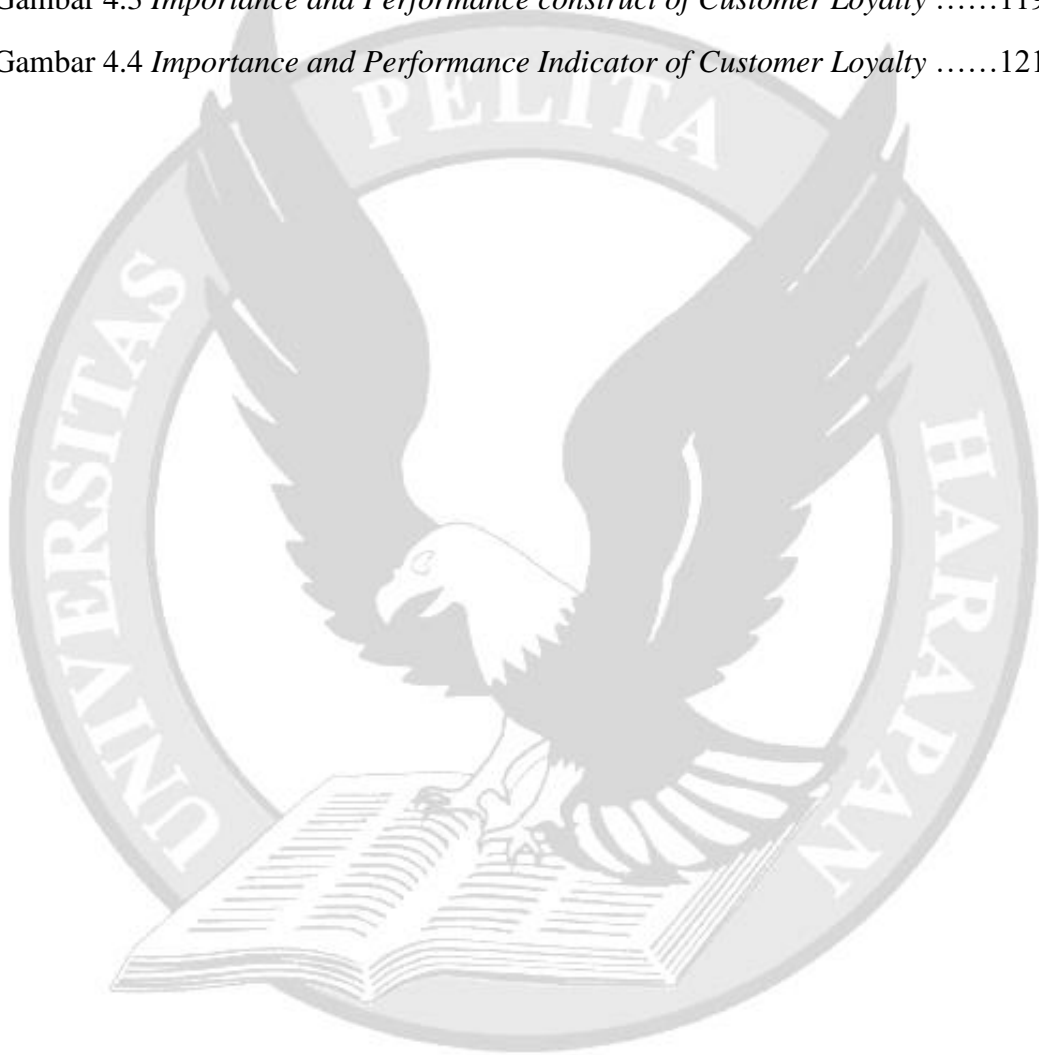 Gambar 4.3 Importance and Performance construct of Customer Loyalty ……119
Gambar 4.4 Importance and Performance Indicator of Customer Loyalty ……121
UNIVERSITAS PELITA HARAPAN